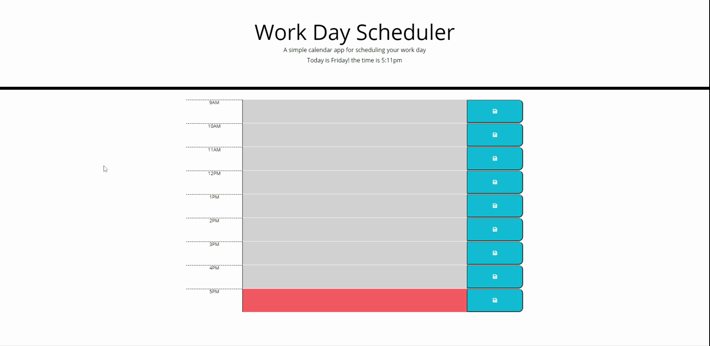 Work Day Scheduler
A simple calendar app for scheduling your work day
Today is Friday! the time is 5:11pm
9AM
10AM
11AM
12PM
1PM
2PM
3PM
4PM
5PM